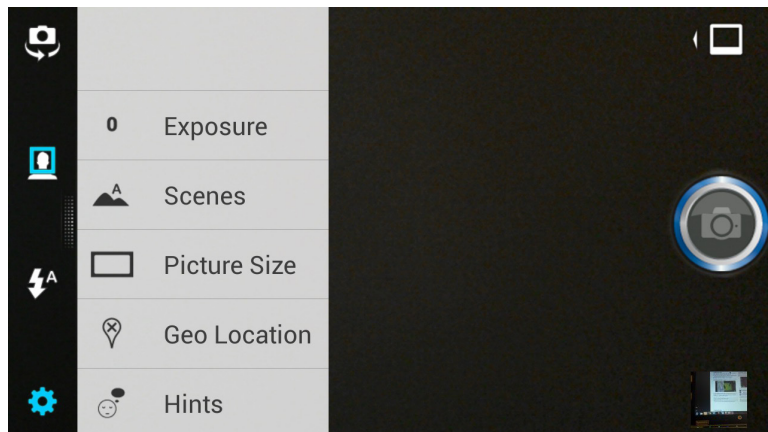 0 Exposure
A Scenes
Picture Size
A
Geo Location
Hints